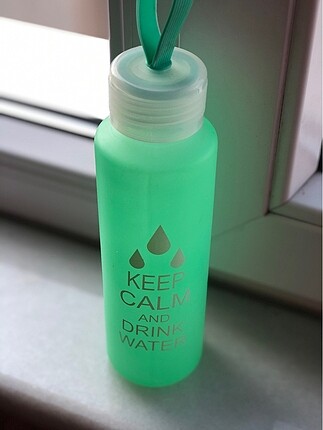 KEEP
CALM
AND
DRINK
WATER